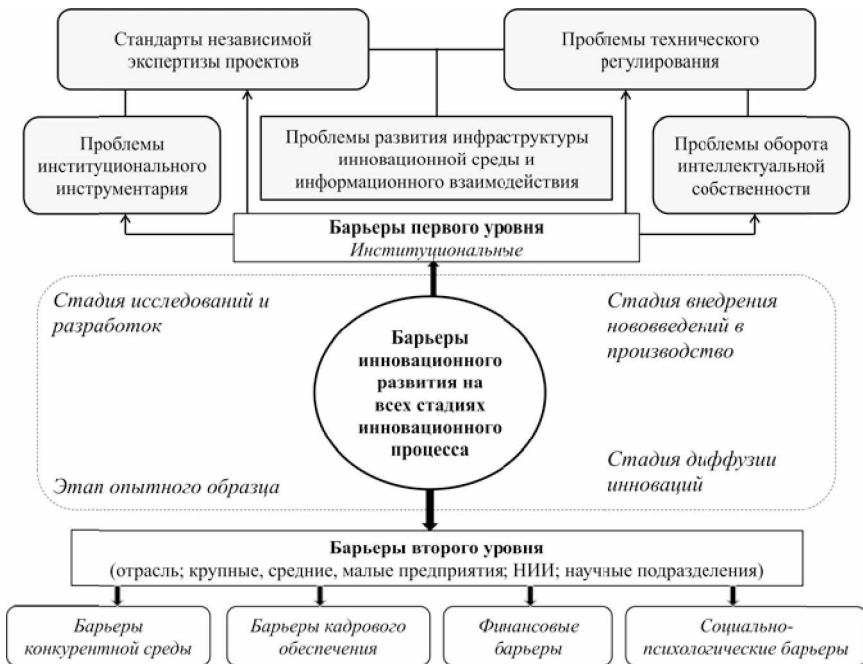 Стандарты независимой
экспертизы проектов
Проблемы технического
регулирования
Проблемы
институционального
инструментария
Проблемы развития инфраструктуры
инновационной среды и
информационного взаимодействия
Проблемы оборота
интеллектуальной
собственности
Барьеры первого уровня
Институциональные
Стадия исследований и
разработок
Стадия внедрения
нововведений в
производство
Барьеры
инновационного
развития на
всех стадиях
инновационного
процесса
Этап опытного образца
Стадия диффузии
инноваций
Барьеры второго уровня
(отрасль; крупные, средние, малые предприятия; НИИ; научные подразделения)
Барьеры
конкурентной среды
Барьеры кадрового
обеспечения
Финансовые
барьеры
Социально-
психологические барьеры